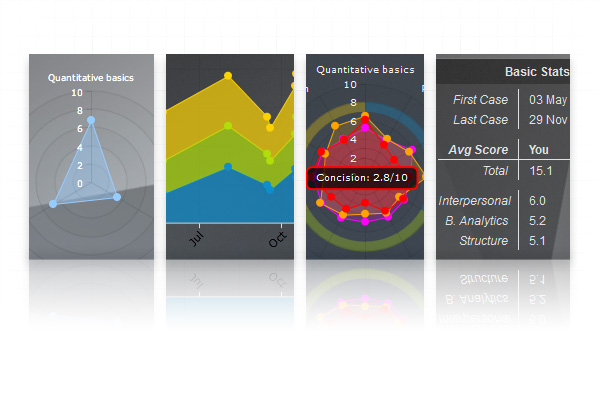 Quantitative basics
10
8
6
4
2
0
Jul
Oct
Quantitative basics
10
8
6
4
2
Concision: 2.8/10
Basic Stats
First Case 03 May
Last Case 29 Nov
Avg Score You
Total 15.1
Interpersonal 6.0
B. Analytics 5.2
Structure 5.1